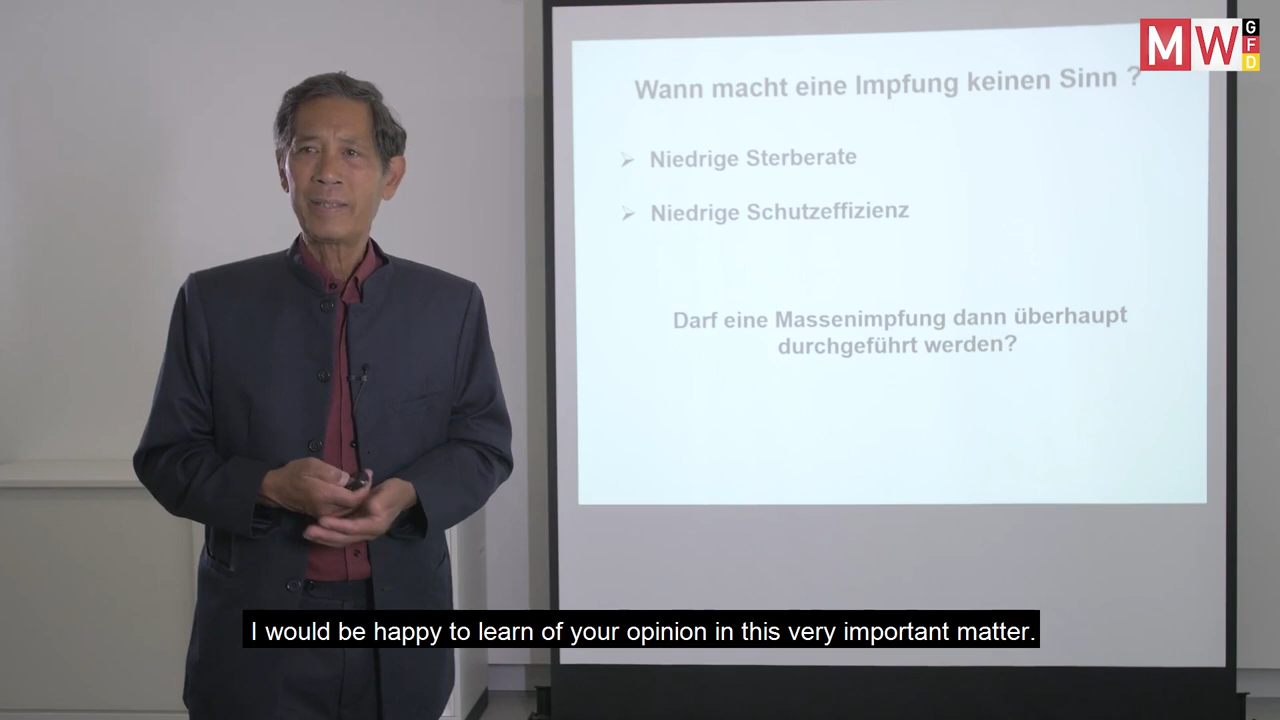 MW
G
F
D
Wann macht eine Impfung keinen Sinn ?
Niedrige Sterberate
Niedrige Schutzeffizienz
Darf eine Massenimpfung dann überhaupt
durchgeführt werden?
I would be happy to learn of your opinion in this very important matter.